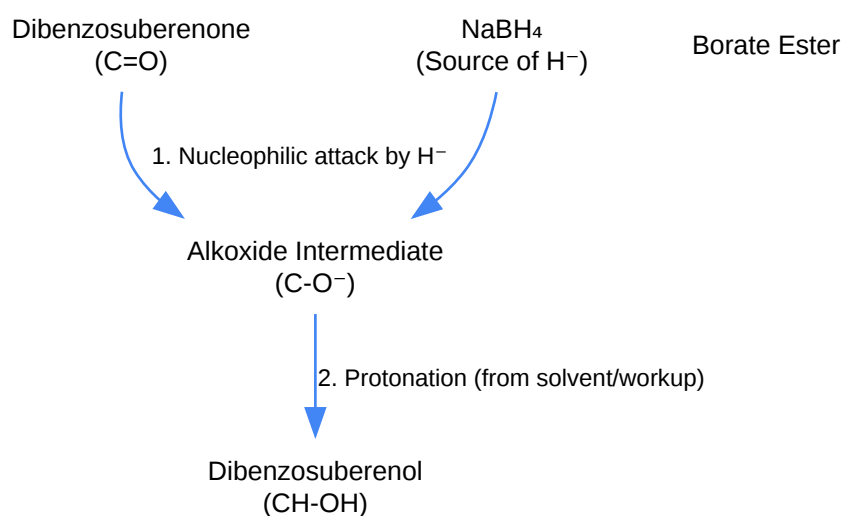 Dibenzosuberenone
(C=O)
NaBH₄
(Source of H⁻)
Borate Ester
1. Nucleophilic attack by H⁻
Alkoxide Intermediate
(C-O⁻)
2. Protonation (from solvent/workup)
Dibenzosuberenol
(CH-OH)